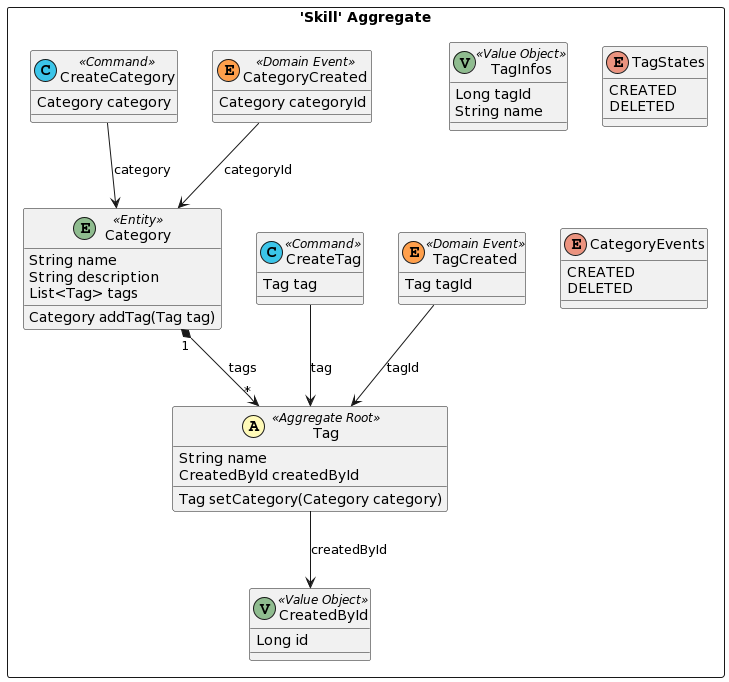 'Skill' Aggregate
C «Command»
CreateCategory
Category category
E «Domain Event»
CategoryCreated
Category categoryId
V «Value Object»
TagInfos
Long tagId
String name
E TagStates
CREATED
DELETED
category
categoryId
E «Entity»
Category
String name
String description
List<Tag> tags
Category addTag(Tag tag)
C «Command»
CreateTag
Tag tag
E «Domain Event»
TagCreated
Tag tagId
E CategoryEvents
CREATED
DELETED
1
tags
*
tag
tagId
A «Aggregate Root»
Tag
String name
CreatedById createdById
Tag setCategory(Category category)
createdById
V «Value Object»
CreatedById
Long id